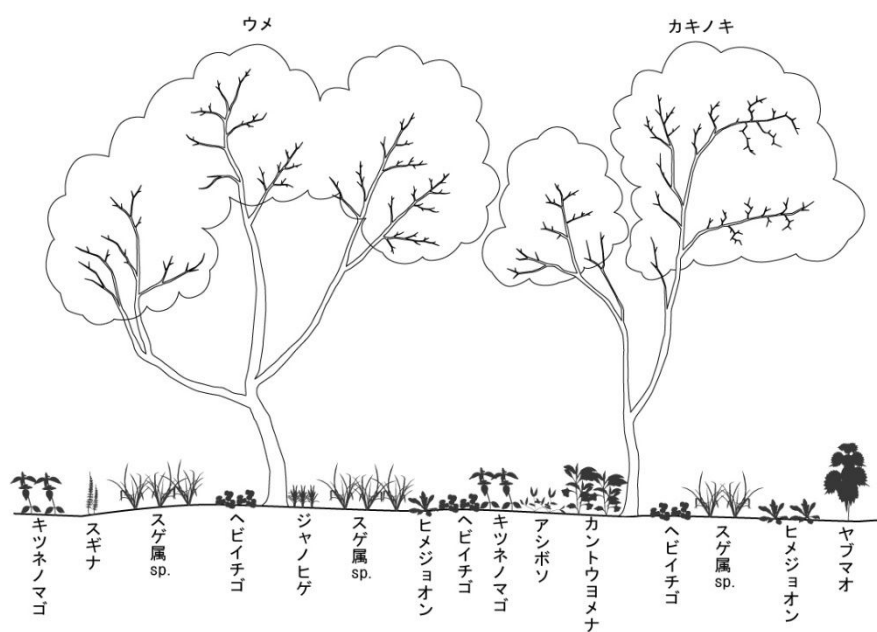 ウメ
カキノキ
キツネノマゴ
スギナ
スゲ属
sp.
ヘビイチゴ
ジャノヒゲ
スゲ属
sp.
ヒメジョオン
ヘビイチゴ
キツネノマゴ
アシボソ
カントウヨメナ
ヘビイチゴ
スゲ属
sp.
ヒメジョオン
ヤブマオ